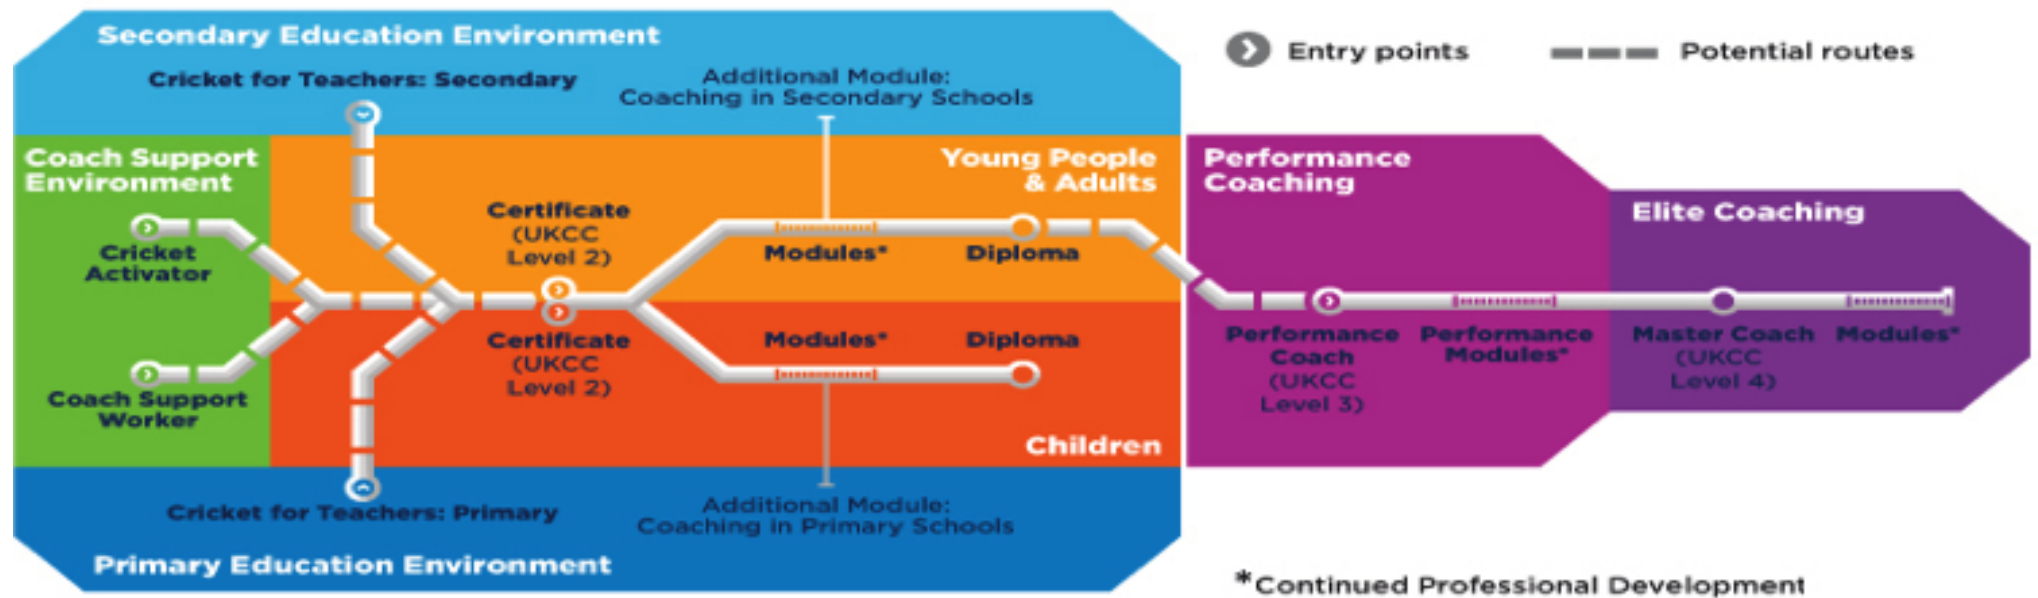 Secondary Education Environment
Cricket for Teachers: Secondary
Additional Module:
Coaching in Secondary Schools
Entry points
Potential routes
Coach Support
Environment
Cricket
Activator
Coach Support
Worker
Certificate
(UKCC
Level 2)
Young People
& Adults
Modules*
Diploma
Certificate
(UKCC
Level 2)
Modules*
Diploma
Children
Cricket for Teachers: Primary
Additional Module:
Coaching in Primary Schools
Primary Education Environment
Performance
Coaching
Performance
Coach
(UKCC
Level 3)
Performance
Modules*
Elite Coaching
Master Coach
(UKCC
Level 4)
Modules*
*Continued Professional Development